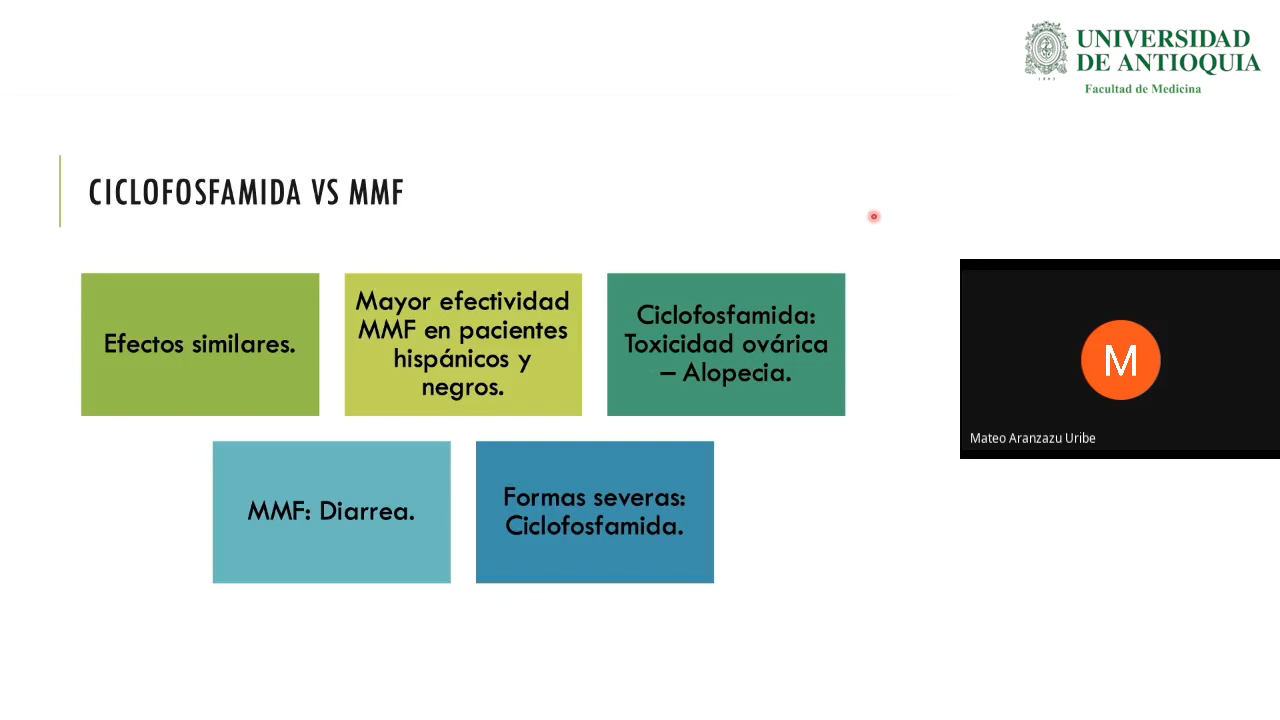 UNIVERSIDAD
DE ANTIOQUIA
1803
Facultad de Medicina
CICLOFOSFAMIDA VS MMF
Efectos similares.
Mayor efectividad
MMF en pacientes
hispánicos y
negros.
Ciclofosfamida:
Toxicidad ovárica
– Alopecia.
M
Mateo Aranzazu Uribe
MMF: Diarrea.
Formas severas:
Ciclofosfamida.